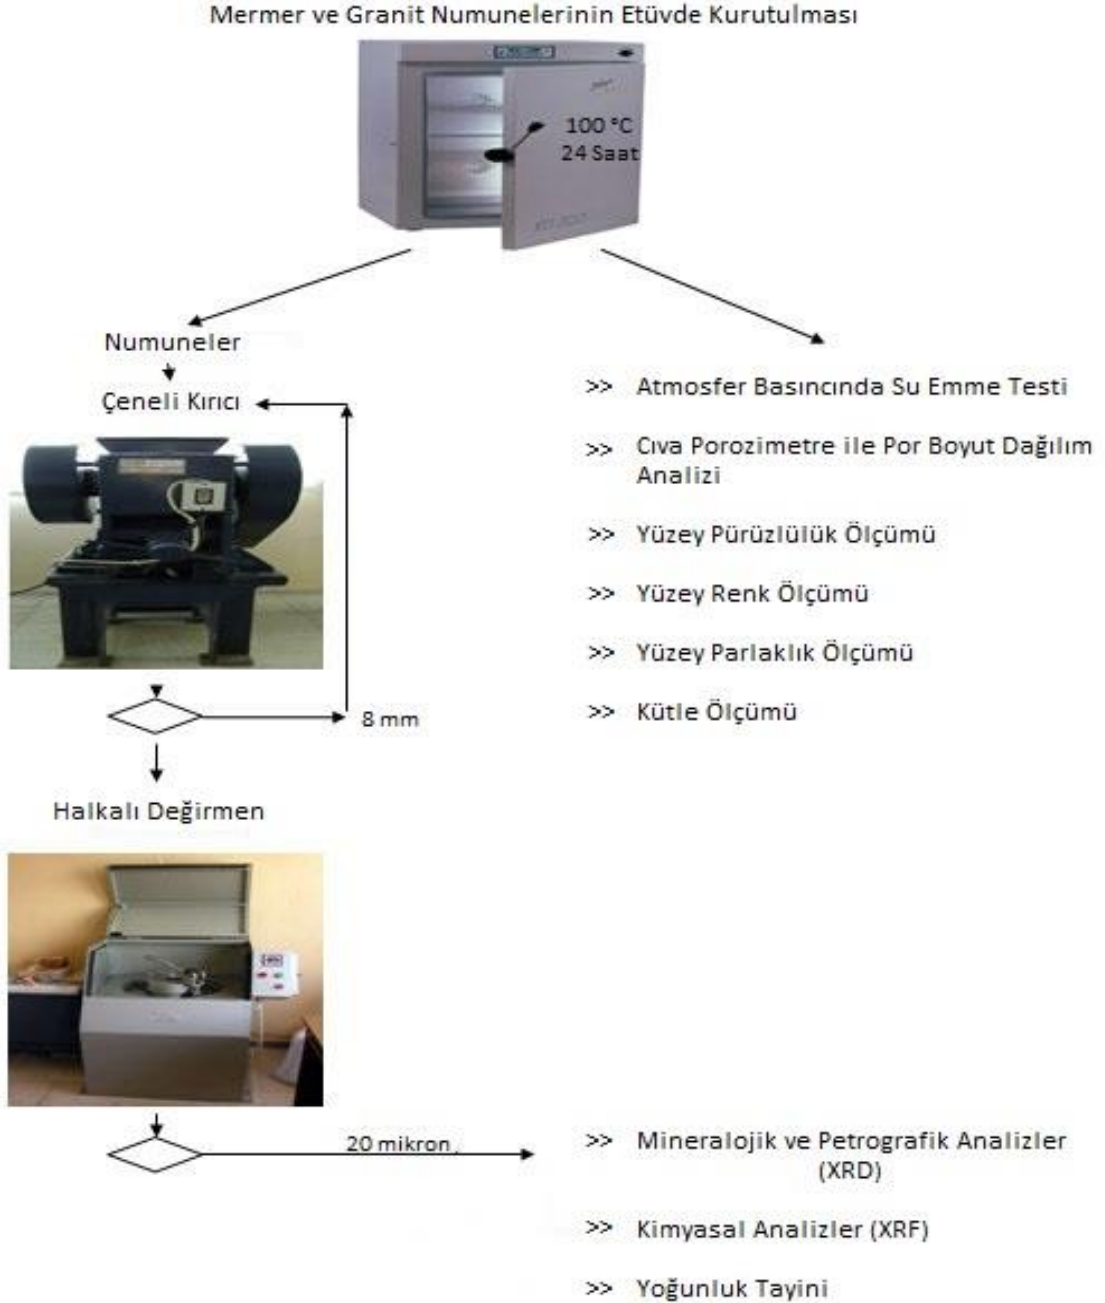 Mermer ve Granit Numunelerinin Etüvde Kurutulması
100 °C
24 Saat
Numuneler
Çeneli Kırıcı
8 mm
Halkalı Değirmen
>> Atmosfer Basıncında Su Emme Testi
>> Cıva Porozimetre ile Por Boyut Dağılım
Analizi
>> Yüzey Pürüzlülük Ölçümü
>> Yüzey Renk Ölçümü
>> Yüzey Parlaklık Ölçümü
>> Kütle Ölçümü
20 mikron
>> Mineralojik ve Petrografik Analizler
(XRD)
>> Kimyasal Analizler (XRF)
>> Yoğunluk Tayini